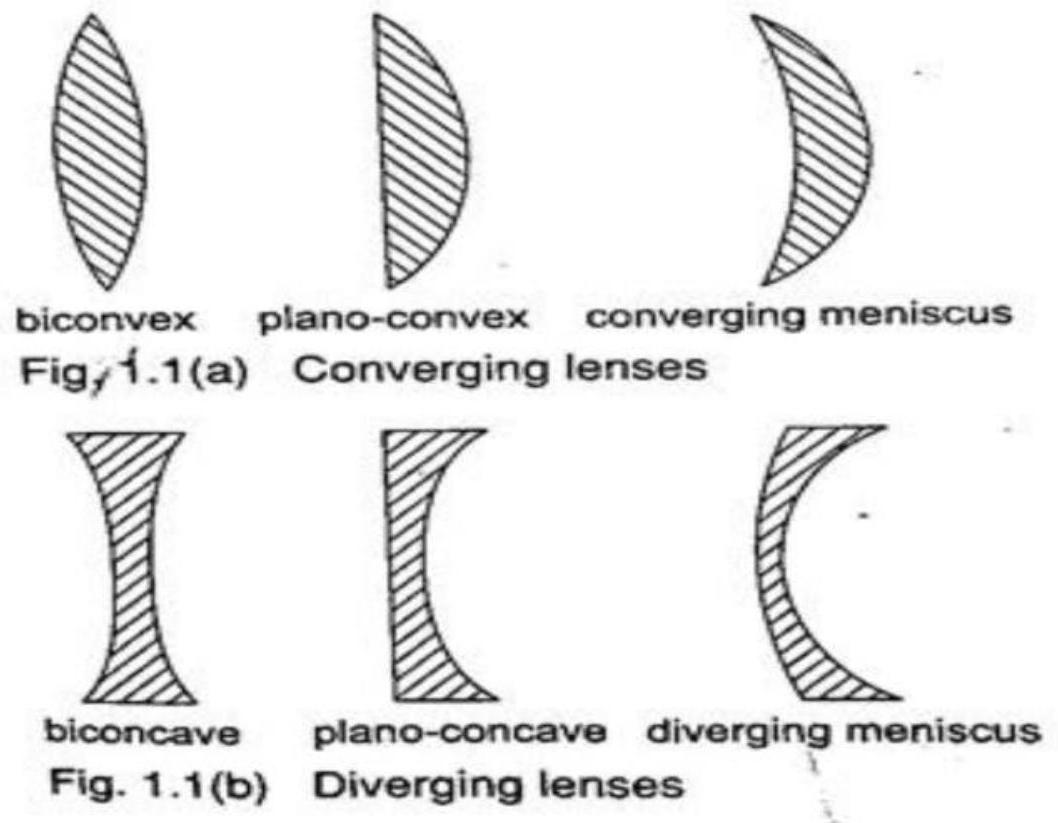 biconvex plano-convex converging meniscus
Fig. 1.1(a) Converging lenses
biconcave plano-concave diverging meniscus
Fig. 1.1(b) Diverging lenses